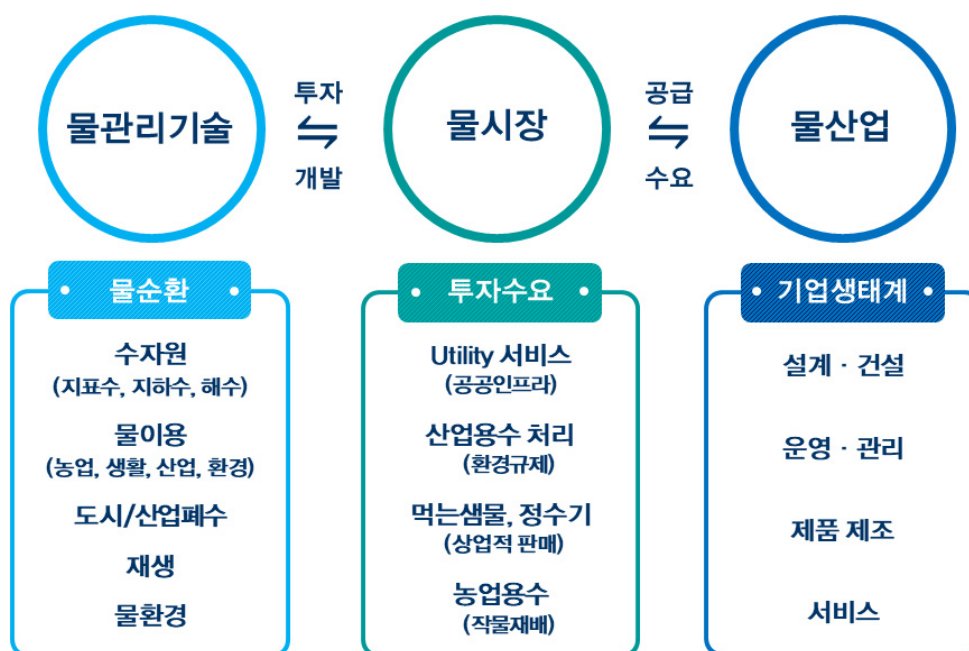 물관리기술
투자
⇋
개발
물시장
공급
⇋
수요
물산업
물순환
수자원
(지표수, 지하수, 해수)
물이용
(농업, 생활, 산업, 환경)
도시/산업폐수
재생
물환경
투자수요
Utility 서비스
(공공인프라)
산업용수 처리
(환경규제)
먹는샘물, 정수기
(상업적 판매)
농업용수
(작물재배)
기업생태계
설계 · 건설
운영 · 관리
제품 제조
서비스